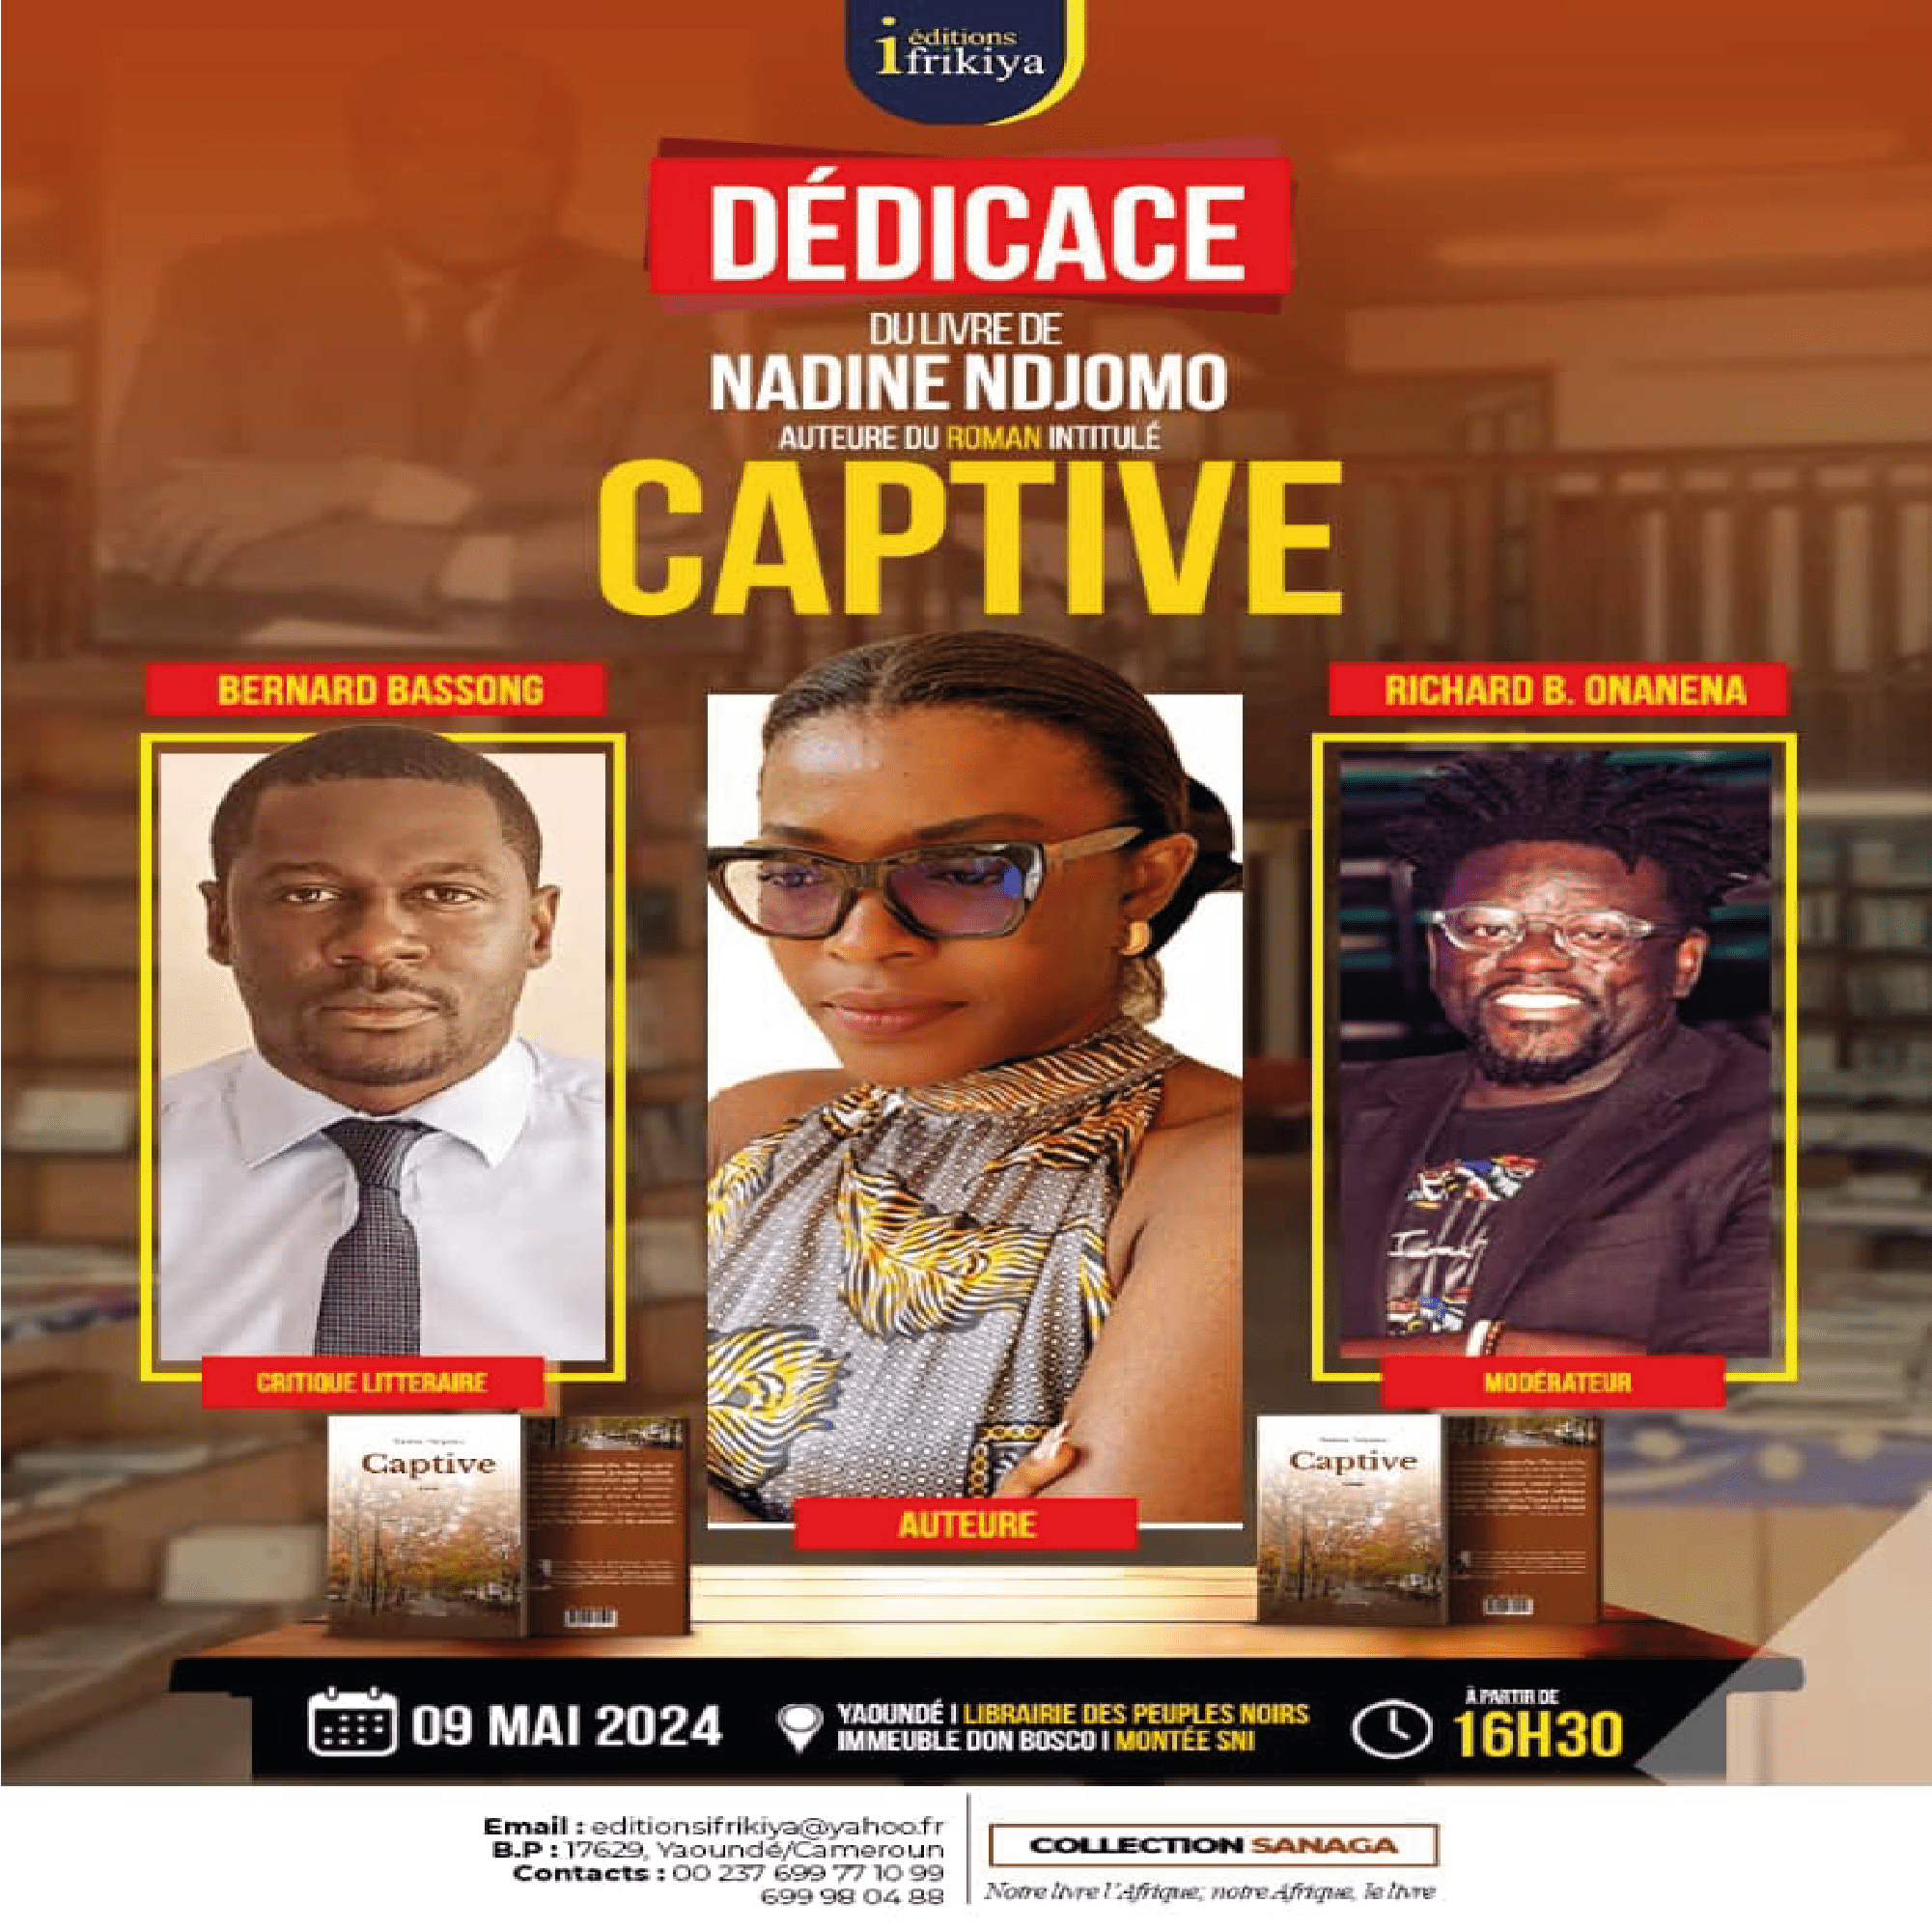 éditions
ifrikiya
DÉDICACE
DU LIVRE DE
NADINE NDJOMO
AUTEURE DU ROMAN INTITULÉ
CAPTIVE
BERNARD BASSONG
RICHARD B. ONANENA
CRITIQUE LITTERAIRE
MODÉRATEUR
Captive
Captive
AUTEURE
09 MAI 2024
YAOUNDÉ I LIBRAIRIE DES PEUPLES NOIRS
IMMEUBLE DON BOSCO I MONTÉE SNI
À PARTIR DE
16H30
Email : editionsifrikiya@yahoo.fr
B.P : 17629, Yaoundé/Cameroun
Contacts : 00 237 699 77 10 99
699 98 04 88
COLLECTION SANAGA
Notre livre l'Afrique; notre Afrique, le livre